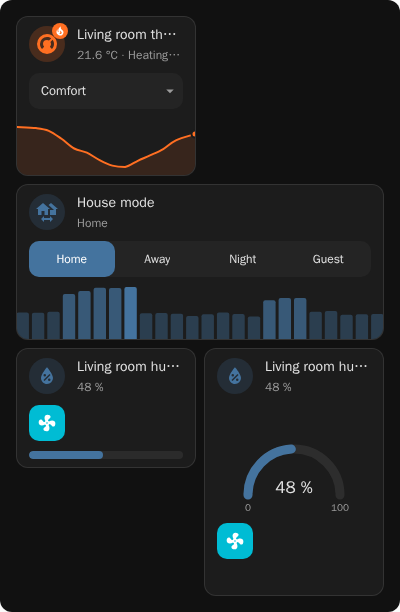 Living room th···
21.6 °C · Heating···
Comfort
House mode
Home
Home Away Night Guest
Living room hu···
48 %
Living room hu···
48 %
48 %
0 100